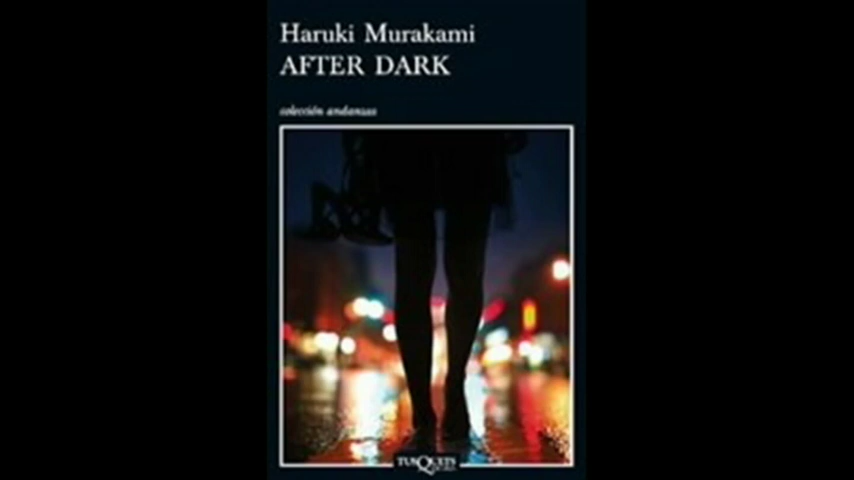 Haruki Murakami
AFTER DARK
colección andanzas
TUSQUETS